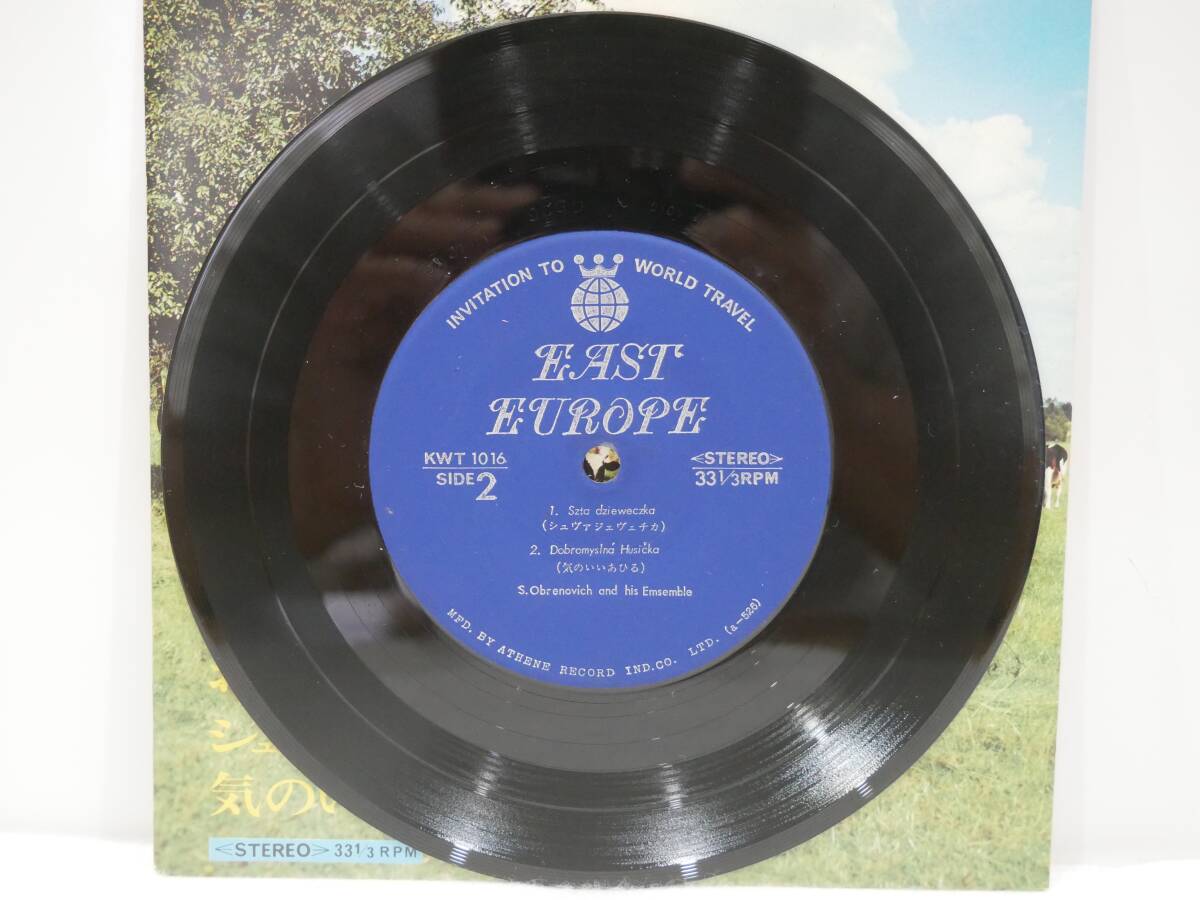 INVITATION TO WORLD TRAVEL
EAST
EUROPE
KWT 1016
SIDE 2
<STEREO>
33 1/3 RPM
1. Szta dzieweczka
(シュヴァジェヴェチカ)
2. Dobromyslná Husička
(気のいいあひる)
S.Obrenovich and his Emsemble
MFD. BY ATHENE RECORD IND.CO. LTD. (a-526)
シュ
気のい
<STEREO> 33 1/3 RPM